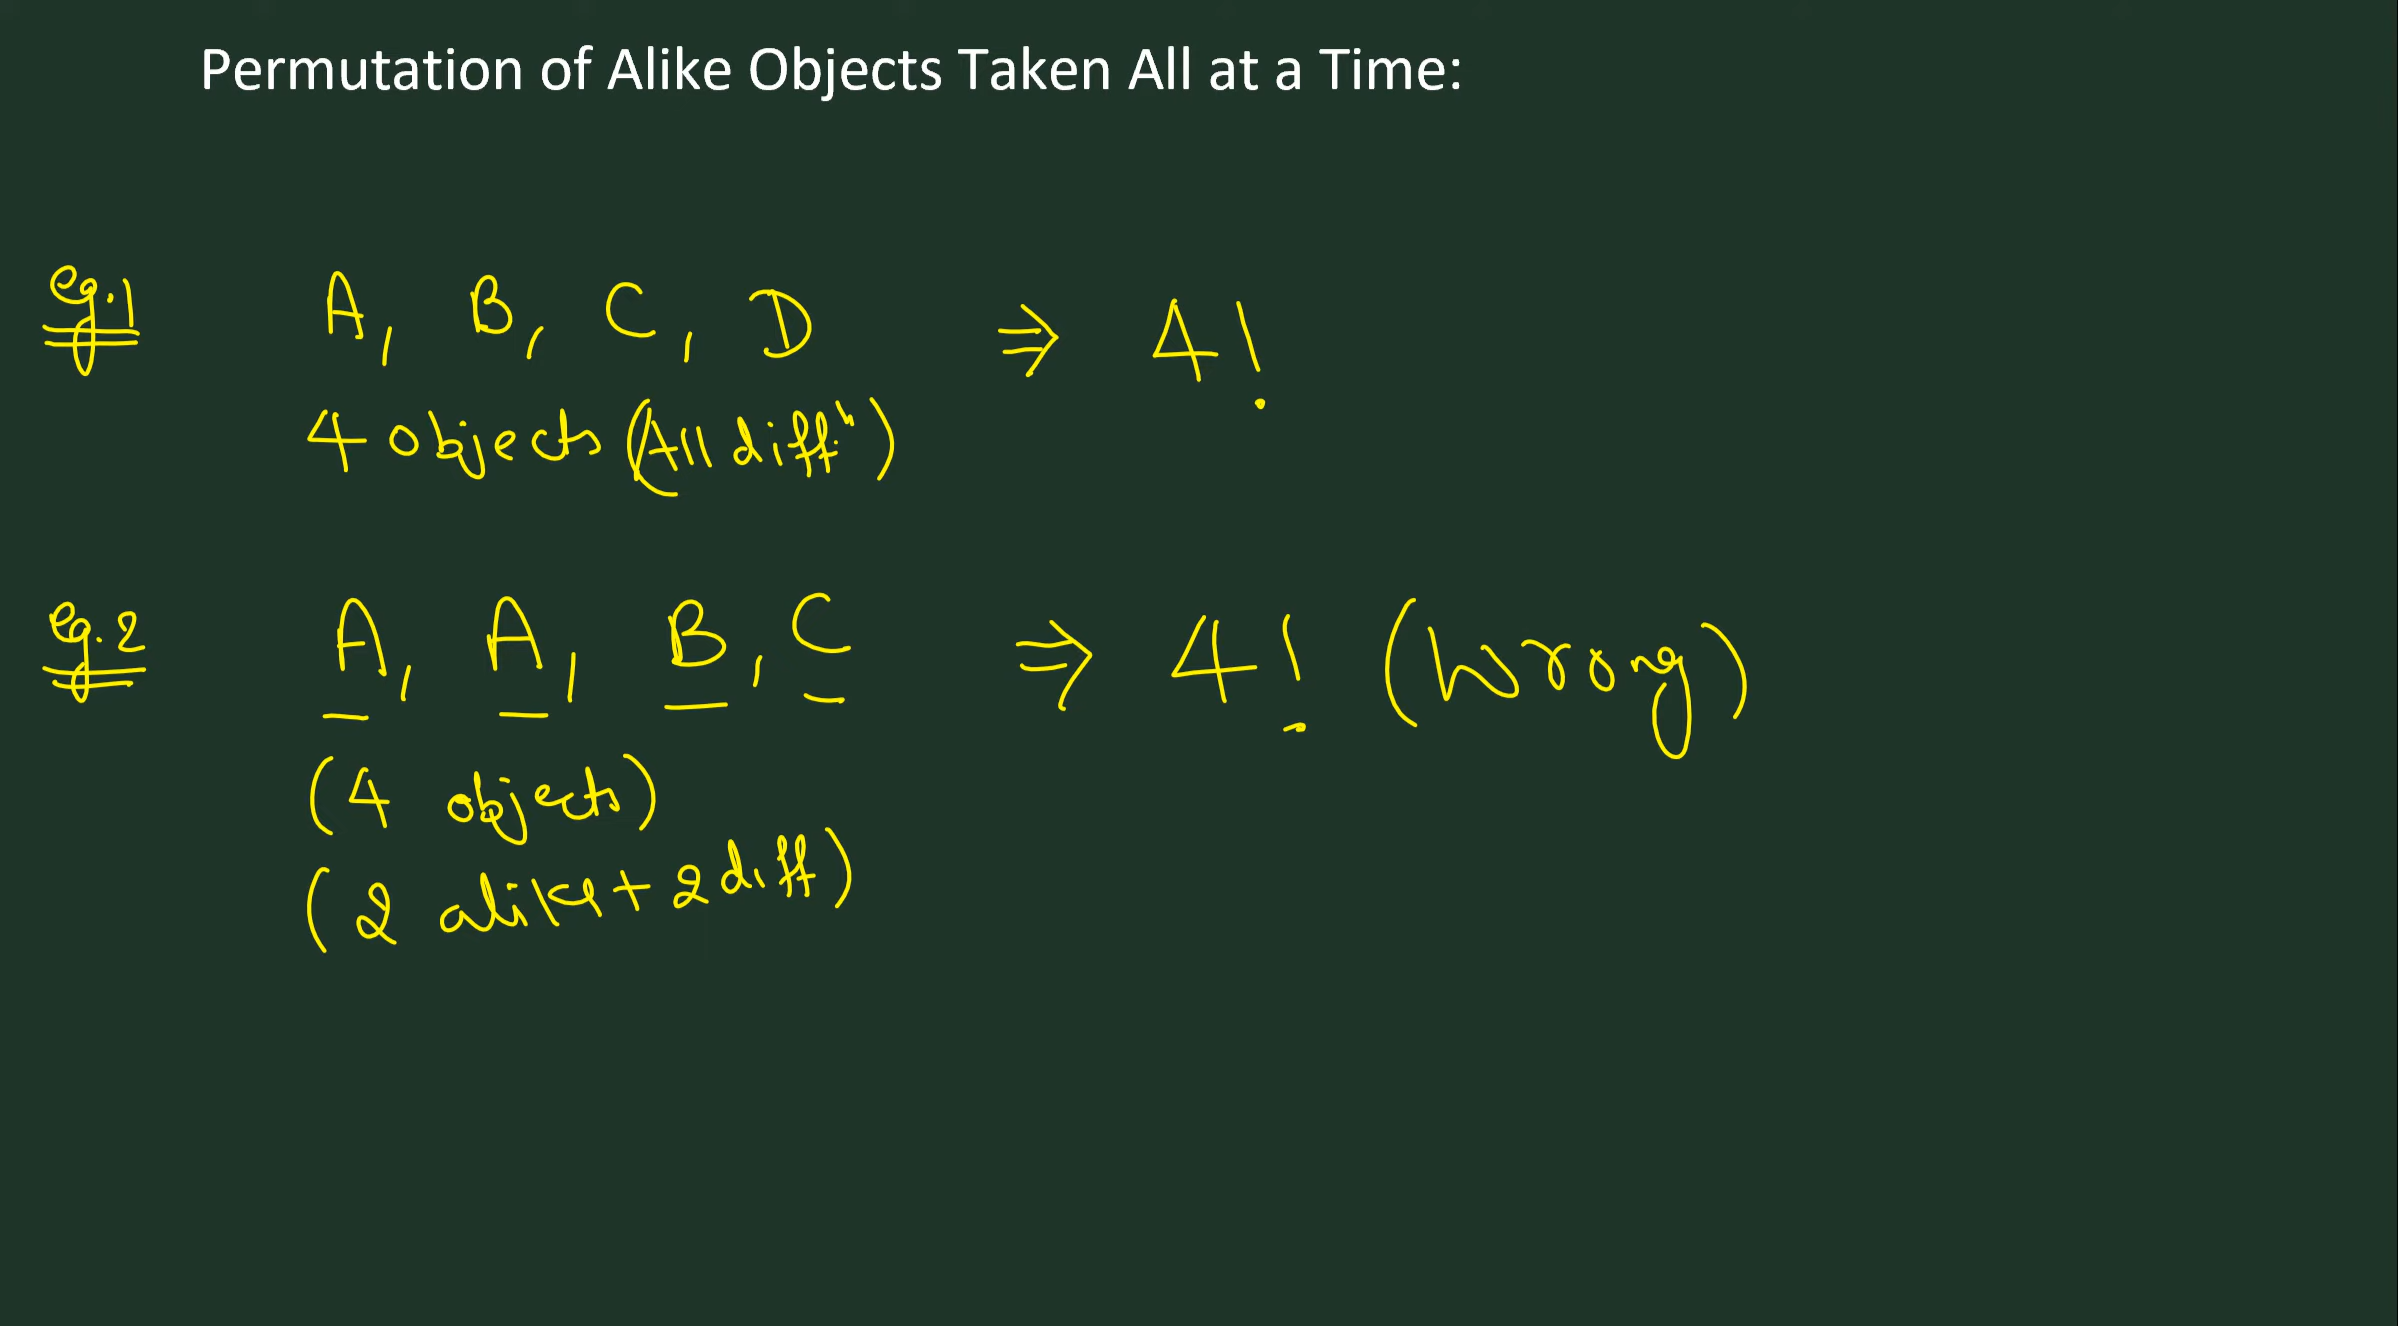 Permutation of Alike Objects Taken All at a Time:
eg.1 A, B, C, D ⇒ 4!
4 objects (All diff.")
eg.2 A, A, B, C ⇒ 4! (Wrong)
(4 objects)
(2 alike + 2 diff)